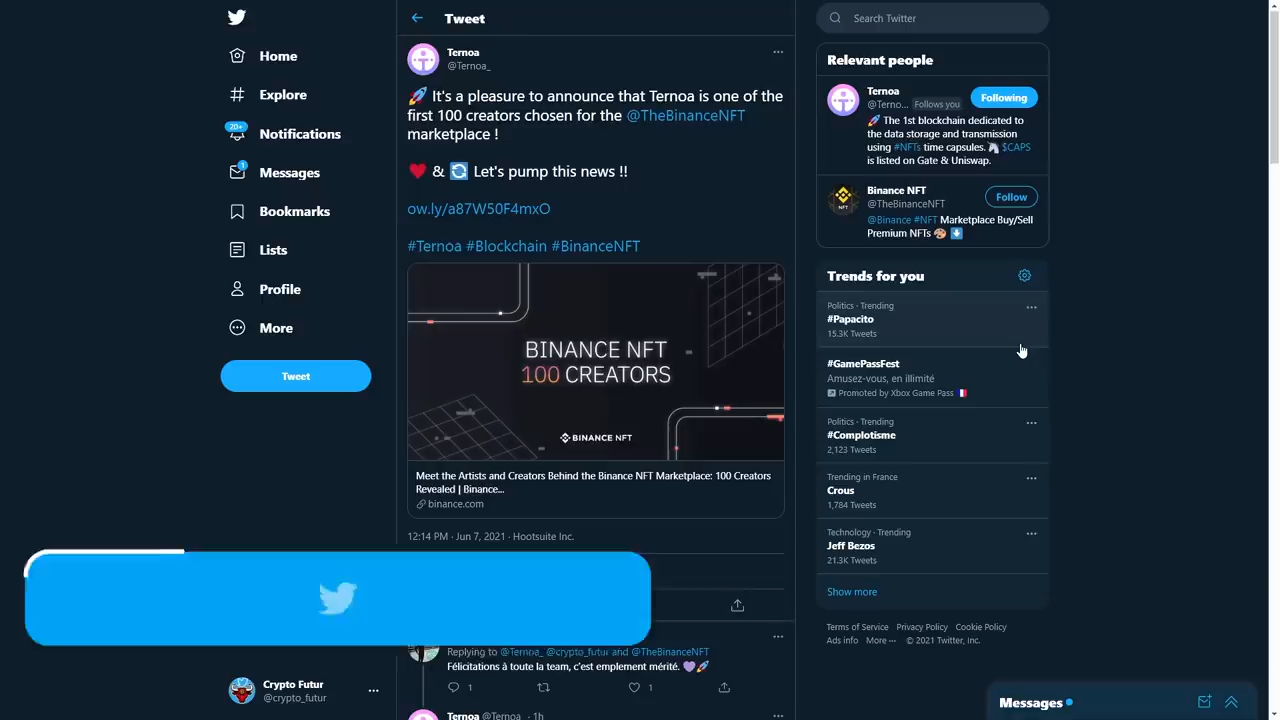 Home
Explore
20+
Notifications
1
Messages
Bookmarks
Lists
Profile
More
Tweet
Crypto Futur
@crypto_futur
Tweet
Ternoa
@Ternoa_
🚀 It's a pleasure to announce that Ternoa is one of the
first 100 creators chosen for the @TheBinanceNFT
marketplace !
❤️ & 🔄 Let's pump this news !!
ow.ly/a87W50F4mxO
#Ternoa #Blockchain #BinanceNFT
BINANCE NFT
100 CREATORS
BINANCE NFT
Meet the Artists and Creators Behind the Binance NFT Marketplace: 100 Creators
Revealed | Binance...
binance.com
12:14 PM · Jun 7, 2021 · Hootsuite Inc.
Replying to @Ternoa_ @crypto_futur and @TheBinanceNFT
Félicitations à toute la team, c'est emplement mérité. 💜🚀
1
1
Ternoa @Ternoa_ · 1h
Search Twitter
Relevant people
Ternoa
@Terno... Follows you
Following
🚀 The 1st blockchain dedicated to
the data storage and transmission
using #NFTs time capsules. 🦄 $CAPS
is listed on Gate & Uniswap.
Binance NFT
@TheBinanceNFT
Follow
@Binance #NFT Marketplace Buy/Sell
Premium NFTs 🎨 ⬇️
Trends for you
Politics · Trending
#Papacito
15.3K Tweets
#GamePassFest
Amusez-vous, en illimité
Promoted by Xbox Game Pass 🇫🇷
Politics · Trending
#Complotisme
2,123 Tweets
Trending in France
Crous
1,784 Tweets
Technology · Trending
Jeff Bezos
21.3K Tweets
Show more
Terms of Service Privacy Policy Cookie Policy
Ads info More ··· © 2021 Twitter, Inc.
Messages